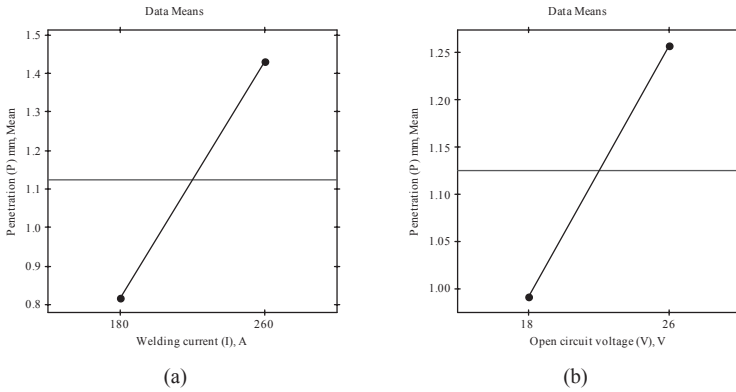 Data Means
1.5
1.4
1.3
1.2
1.1
1.0
0.9
0.8
Penetration (P) mm, Mean
180
260
Welding current (I), A
(a)
Data Means
1.25
1.20
1.15
1.10
1.05
1.00
Penetration (P) mm, Mean
18
26
Open circuit voltage (V), V
(b)